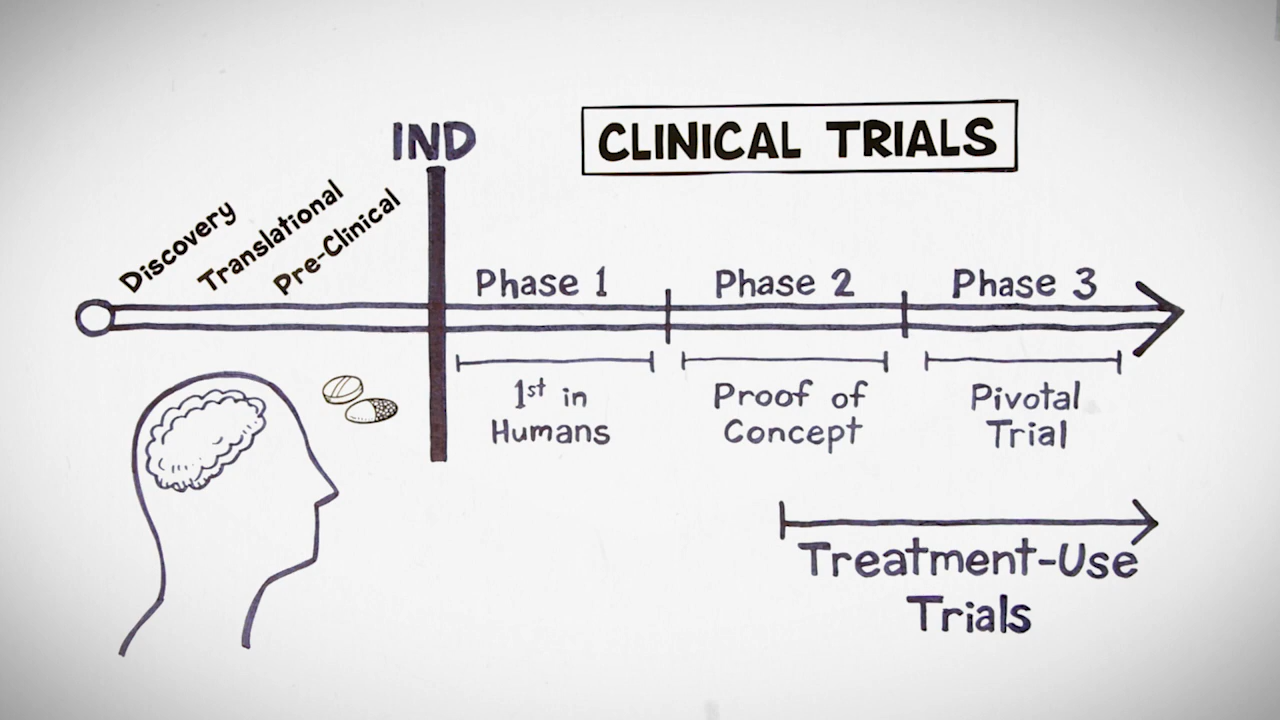 IND
CLINICAL TRIALS
Discovery
Translational
Pre-Clinical
Phase 1
Phase 2
Phase 3
1st in
Humans
Proof of
Concept
Pivotal
Trial
Treatment-Use
Trials